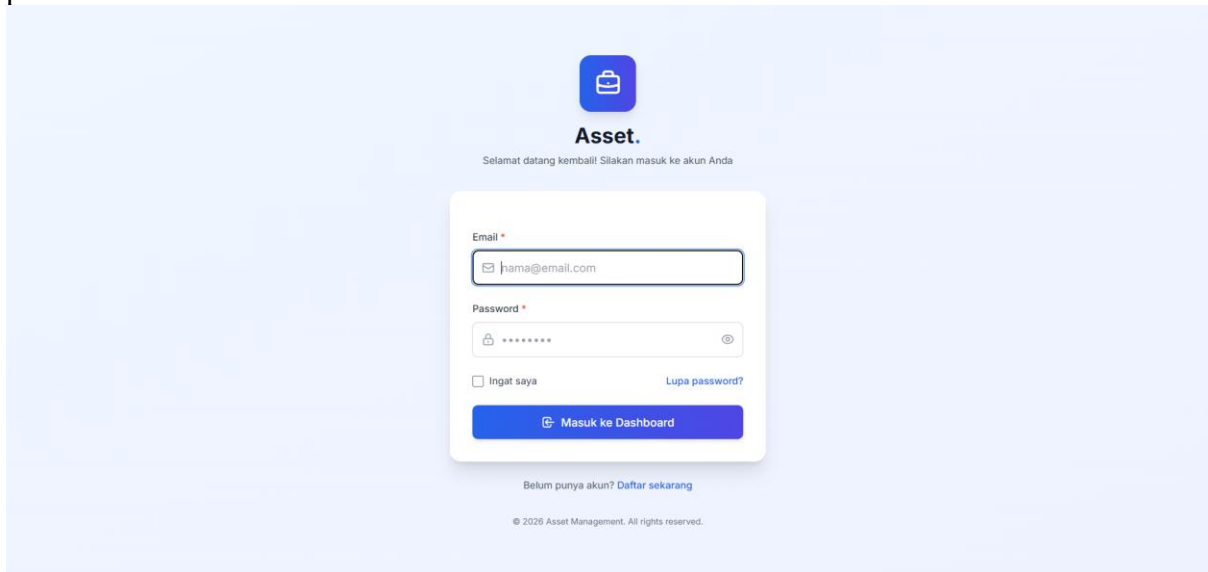 Asset.
Selamat datang kembali! Silakan masuk ke akun Anda
Email *
nama@email.com
Password *
••••••••
Ingat saya
Lupa password?
Masuk ke Dashboard
Belum punya akun? Daftar sekarang
© 2026 Asset Management. All rights reserved.